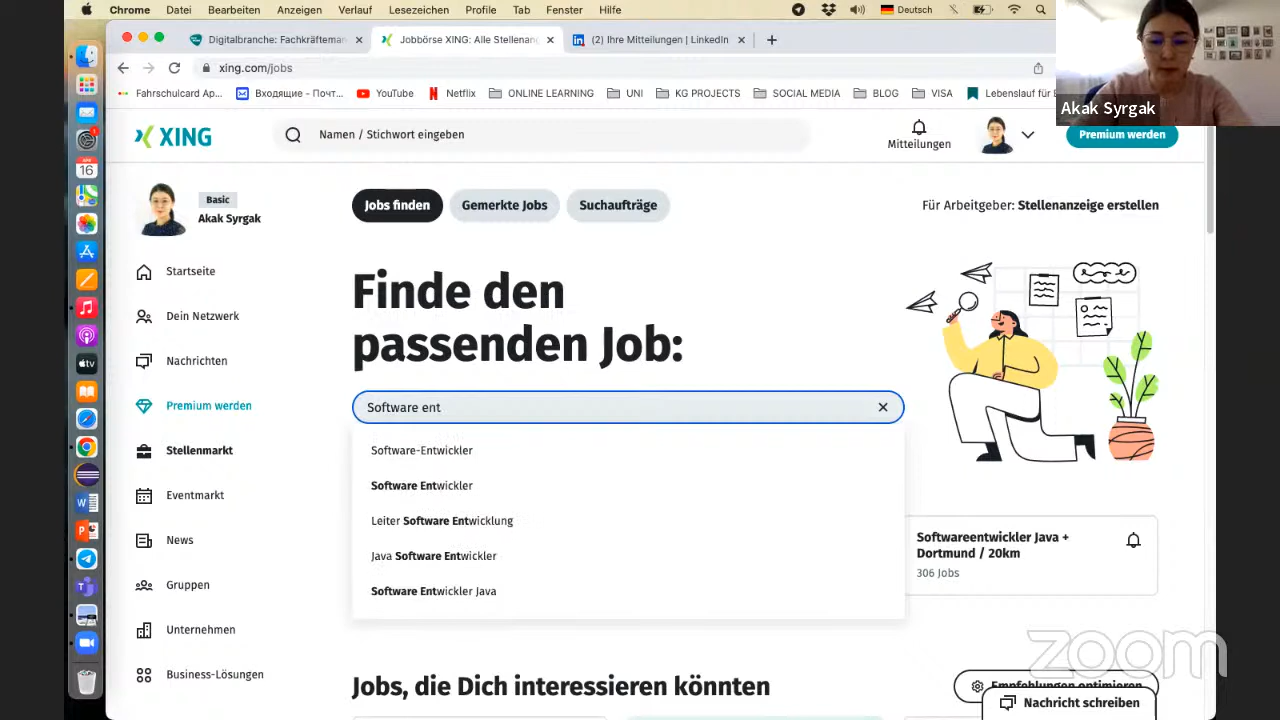 Chrome Datei Bearbeiten Anzeigen Verlauf Lesezeichen Profile Tab Fenster Hilfe Deutsch
Digitalbranche: Fachkräftema
Jobbörse XING: Alle Stellenan
(2) Ihre Mitteilungen | LinkedIn
xing.com/jobs
Fahrschulcard Ap... Входящие – Почт... YouTube Netflix ONLINE LEARNING UNI KG PROJECTS SOCIAL MEDIA BLOG VISA Lebenslauf für
Akak Syrgak
XING
Namen / Stichwort eingeben
Mitteilungen
Premium werden
Basic
Akak Syrgak
Jobs finden
Gemerkte Jobs
Suchaufträge
Für Arbeitgeber: Stellenanzeige erstellen
Startseite
Dein Netzwerk
Nachrichten
Premium werden
Stellenmarkt
Eventmarkt
News
Gruppen
Unternehmen
Business-Lösungen
Finde den
passenden Job:
Software ent
Software-Entwickler
Software Entwickler
Leiter Software Entwicklung
Java Software Entwickler
Software Entwickler Java
Softwareentwickler Java +
Dortmund / 20km
306 Jobs
Jobs, die Dich interessieren könnten
Empfehlungen optimieren
Nachricht schreiben
16
tv
zoom